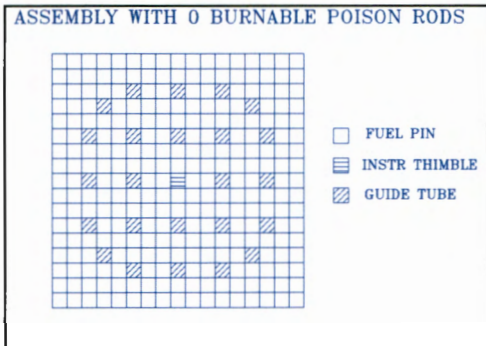 ASSEMBLY WITH 0 BURNABLE POISON RODS
FUEL PIN
INSTR THIMBLE
GUIDE TUBE